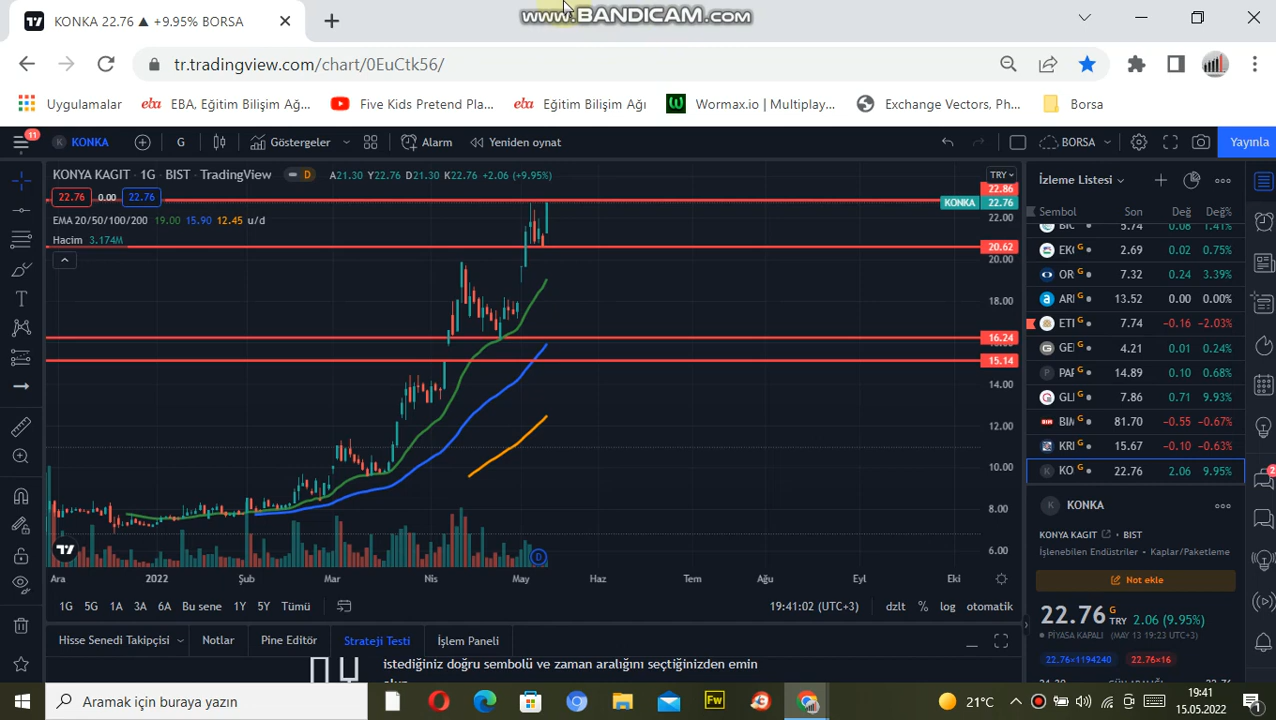 KONKA 22.76 ▲ +9.95% BORSA
www.BANDICAM.com
tr.tradingview.com/chart/0EuCtk56/
Uygulamalar
eba EBA, Eğitim Bilişim Ağ...
Five Kids Pretend Pla...
eba Eğitim Bilişim Ağı
Wormax.io | Multiplay...
Exchange Vectors, Ph...
Borsa
11
K KONKA
G
Göstergeler
Alarm
Yeniden oynat
BORSA
Yayınla
KONYA KAGIT · 1G · BIST · TradingView
D A21.30 Y22.76 D21.30 K22.76 +2.06 (+9.95%)
22.76 0.00 22.76
EMA 20/50/100/200 19.00 15.90 12.45 u/d
Hacim 3.174M
TRY
22.86
KONKA 22.76
22.00
20.62
20.00
18.00
16.24
15.14
14.00
12.00
10.00
8.00
6.00
D
Ara 2022 Şub Mar Nis May Haz Tem Ağu Eyl Eki
1G 5G 1A 3A 6A Bu sene 1Y 5Y Tümü
19:41:02 (UTC+3) dzlt % log otomatik
Hisse Senedi Takipçisi Notlar Pine Editör Strateji Testi İşlem Paneli
istediğiniz doğru sembolü ve zaman aralığını seçtiğinizden emin
İzleme Listesi
Sembol Son Değ Değ%
5.74 0.08 1.41%
EKC G 2.69 0.02 0.75%
OR G 7.32 0.24 3.39%
ARI G 13.52 0.00 0.00%
ETI G 7.74 −0.16 −2.03%
GEI G 4.21 0.01 0.24%
P PAF G 14.89 0.10 0.68%
GLI G 7.86 0.71 9.93%
BIM G 81.70 −0.55 −0.67%
KRI G 15.67 −0.10 −0.63%
K KO G 22.76 2.06 9.95%
K KONKA
KONYA KAGIT · BIST
İşlenebilen Endüstriler • Kaplar/Paketleme
Not ekle
22.76 G TRY 2.06 (9.95%)
PİYASA KAPALI (MAY 13 19:23 UTC+3)
22.76×1194240 22.76×16
2
Aramak için buraya yazın
Fw
21°C
19:41
15.05.2022
1